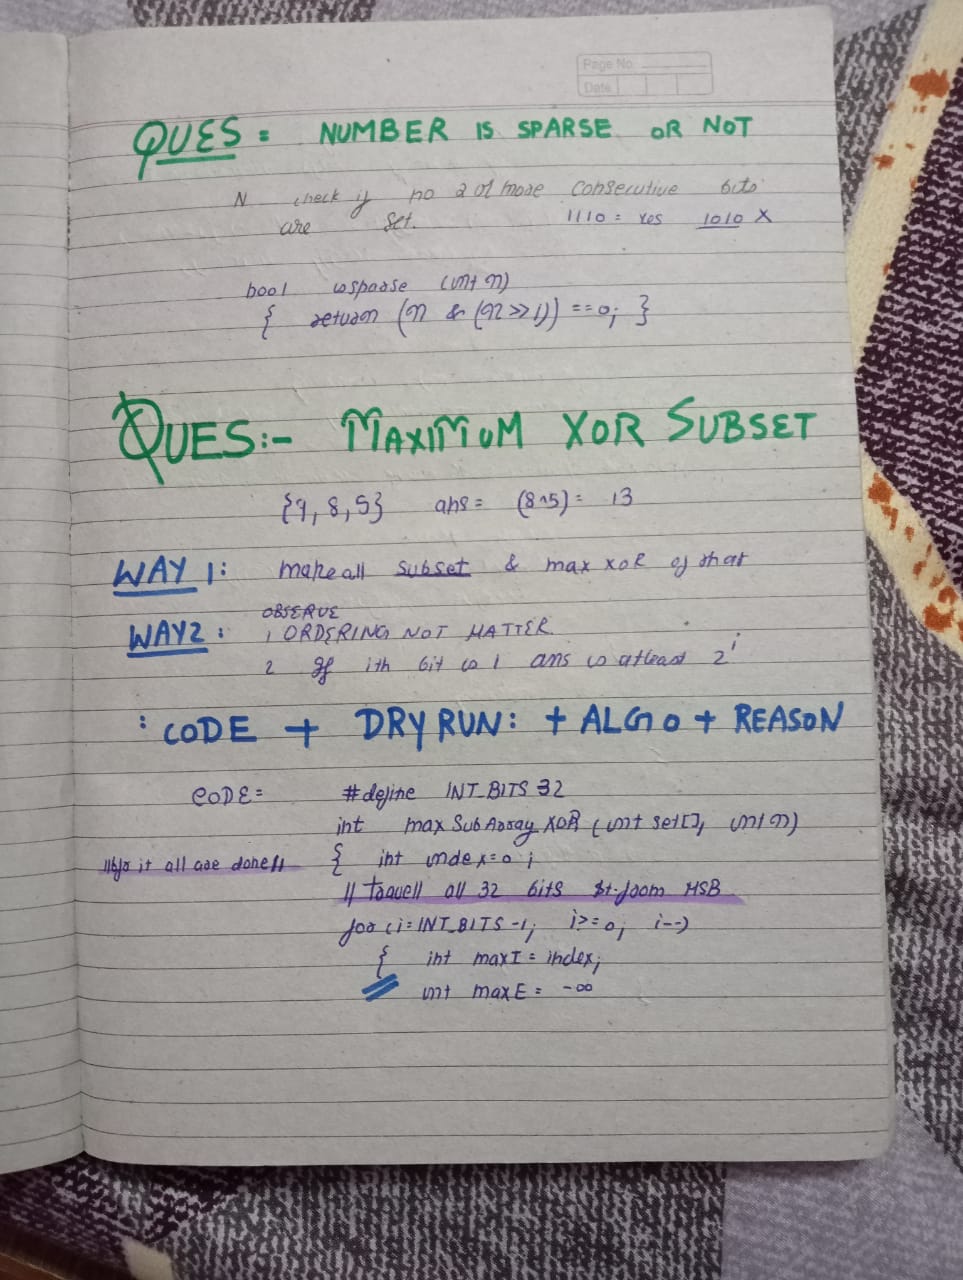 Page No.
Date
QUES = NUMBER IS SPARSE OR NOT
N check if no 2 or more consecutive bits
are set. 1110 = Yes 1010 X
bool issparse (int n)
{ return (n & (n>>1)) ==0; }
QUES:- MAXIMUM XOR SUBSET
{9, 8, 5} ans = (8^5) = 13
WAY 1: make all subset & max xOR of that
OBSERVE
WAY2: 1 ORDERING NOT MATTER.
2 If ith bit is 1 ans is atleast 2^i
: CODE + DRY RUN: + ALGO + REASON
CODE = #define INT_BITS 32
int maxSubArray XOR (int set[], int n)
{ int index=0;
it all are done//
// Travell all 32 bits st. from MSB
for (i=INT_BITS-1; i>=0; i--)
{ int maxI = index;
int maxE = -∞